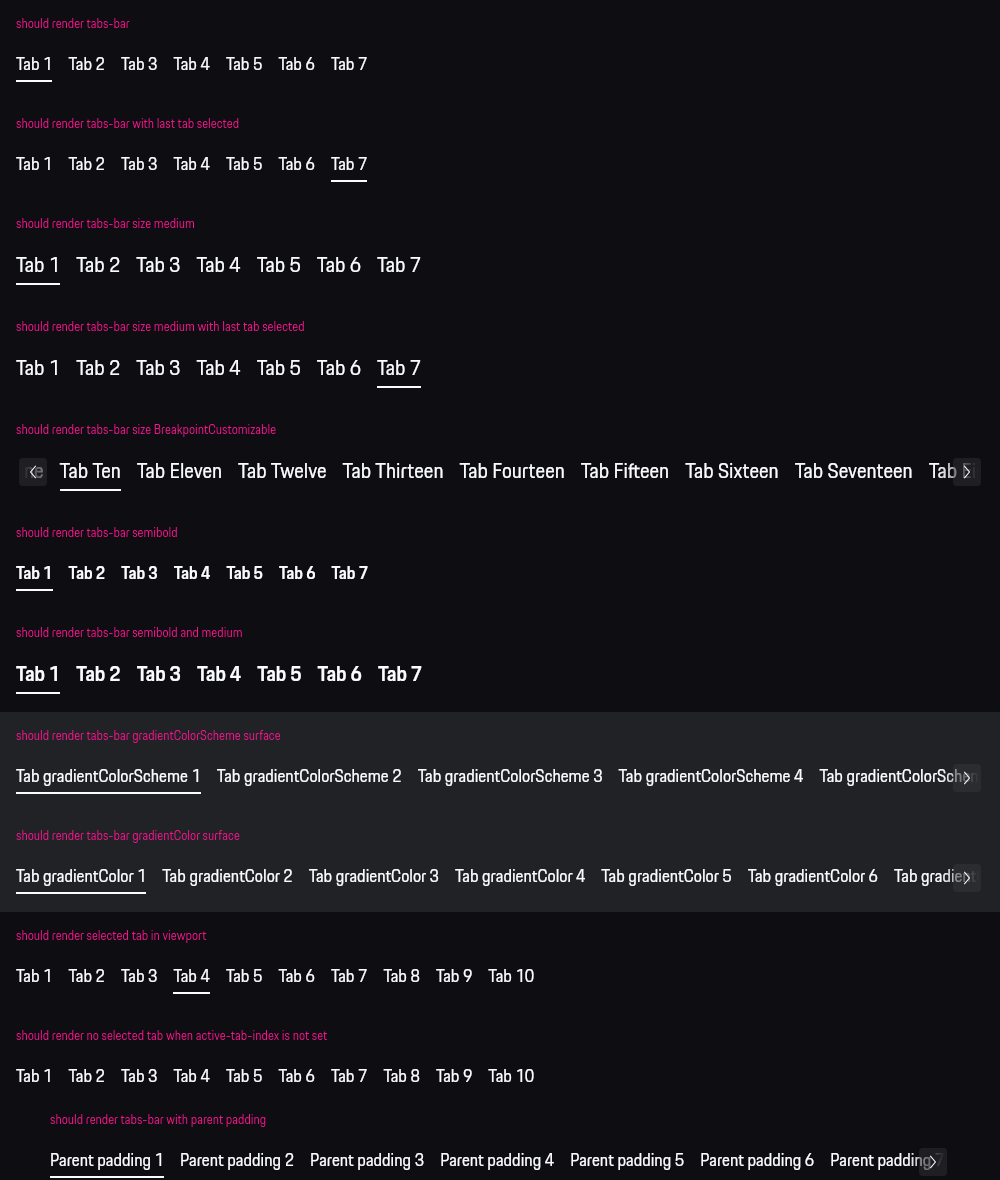 should render tabs-bar
Tab 1 Tab 2 Tab 3 Tab 4 Tab 5 Tab 6 Tab 7
should render tabs-bar with last tab selected
Tab 1 Tab 2 Tab 3 Tab 4 Tab 5 Tab 6 Tab 7
should render tabs-bar size medium
Tab 1 Tab 2 Tab 3 Tab 4 Tab 5 Tab 6 Tab 7
should render tabs-bar size medium with last tab selected
Tab 1 Tab 2 Tab 3 Tab 4 Tab 5 Tab 6 Tab 7
should render tabs-bar size BreakpointCustomizable
Tab Ten Tab Eleven Tab Twelve Tab Thirteen Tab Fourteen Tab Fifteen Tab Sixteen Tab Seventeen Tab
should render tabs-bar semibold
Tab 1 Tab 2 Tab 3 Tab 4 Tab 5 Tab 6 Tab 7
should render tabs-bar semibold and medium
Tab 1 Tab 2 Tab 3 Tab 4 Tab 5 Tab 6 Tab 7
should render tabs-bar gradientColorScheme surface
Tab gradientColorScheme 1 Tab gradientColorScheme 2 Tab gradientColorScheme 3 Tab gradientColorScheme 4 Tab gradientColorSchem
should render tabs-bar gradientColor surface
Tab gradientColor 1 Tab gradientColor 2 Tab gradientColor 3 Tab gradientColor 4 Tab gradientColor 5 Tab gradientColor 6 Tab gradient
should render selected tab in viewport
Tab 1 Tab 2 Tab 3 Tab 4 Tab 5 Tab 6 Tab 7 Tab 8 Tab 9 Tab 10
should render no selected tab when active-tab-index is not set
Tab 1 Tab 2 Tab 3 Tab 4 Tab 5 Tab 6 Tab 7 Tab 8 Tab 9 Tab 10
should render tabs-bar with parent padding
Parent padding 1 Parent padding 2 Parent padding 3 Parent padding 4 Parent padding 5 Parent padding 6 Parent padding 7